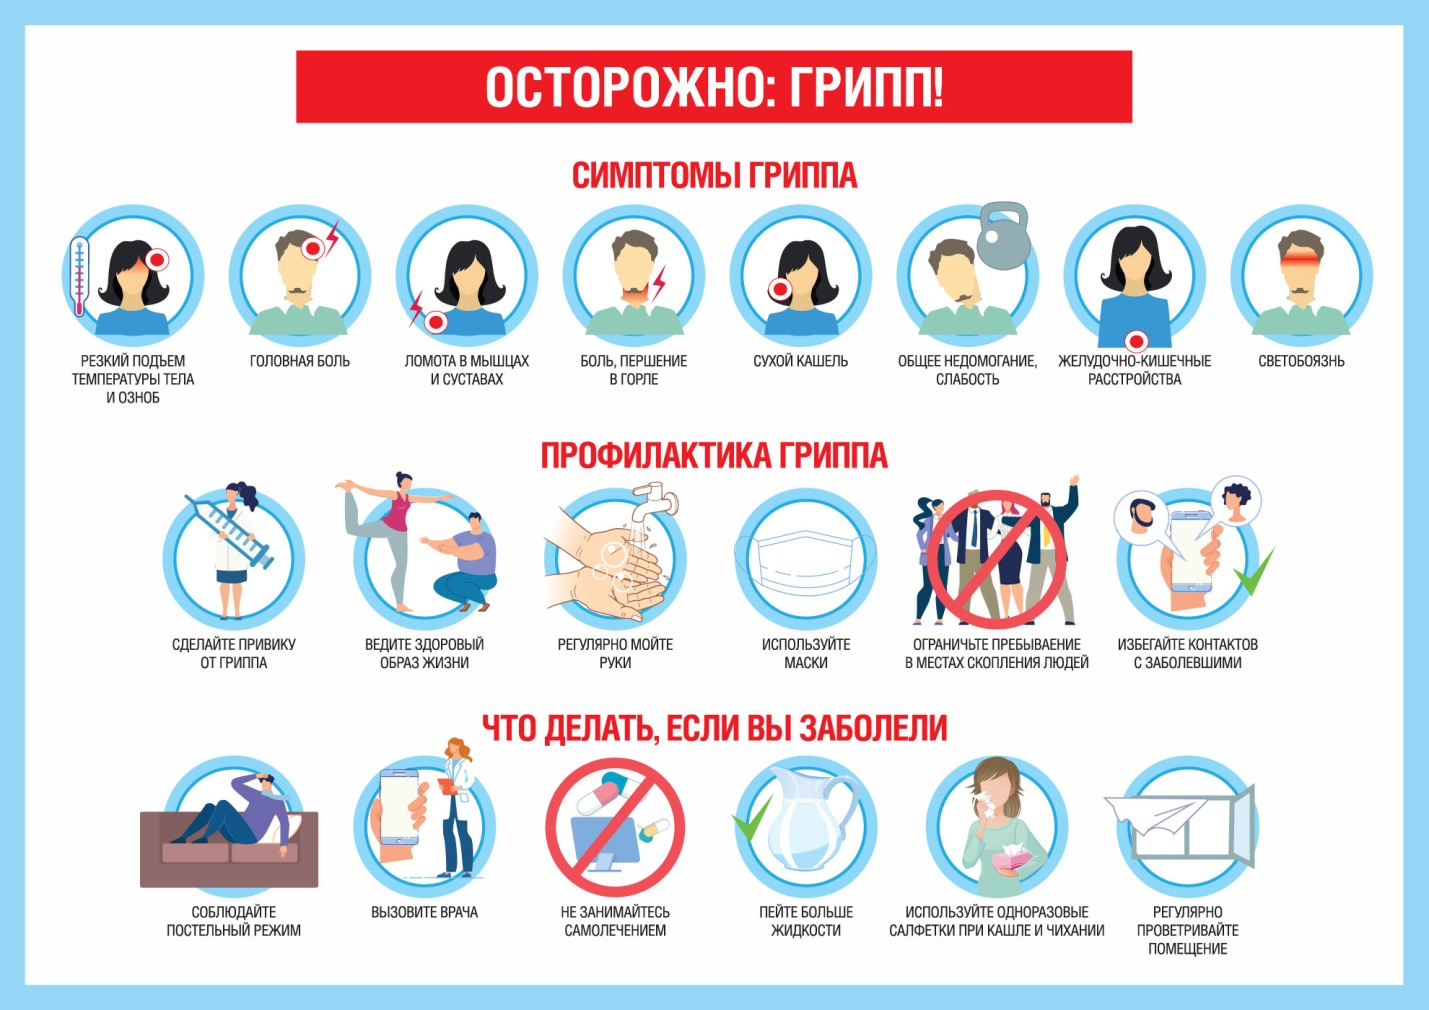 ОСТОРОЖНО: ГРИПП!
СИМПТОМЫ ГРИППА
РЕЗКИЙ ПОДЪЕМ
ТЕМПЕРАТУРЫ ТЕЛА
И ОЗНОБ
ГОЛОВНАЯ БОЛЬ
ЛОМОТА В МЫШЦАХ
И СУСТАВАХ
БОЛЬ, ПЕРШЕНИЕ
В ГОРЛЕ
СУХОЙ КАШЕЛЬ
ОБЩЕЕ НЕДОМОГАНИЕ,
СЛАБОСТЬ
ЖЕЛУДОЧНО-КИШЕЧНЫЕ
РАССТРОЙСТВА
СВЕТОБОЯЗНЬ
ПРОФИЛАКТИКА ГРИППА
СДЕЛАЙТЕ ПРИВИКУ
ОТ ГРИППА
ВЕДИТЕ ЗДОРОВЫЙ
ОБРАЗ ЖИЗНИ
РЕГУЛЯРНО МОЙТЕ
РУКИ
ИСПОЛЬЗУЙТЕ
МАСКИ
ОГРАНИЧЬТЕ ПРЕБЫВАЕНИЕ
В МЕСТАХ СКОПЛЕНИЯ ЛЮДЕЙ
ИЗБЕГАЙТЕ КОНТАКТОВ
С ЗАБОЛЕВШИМИ
ЧТО ДЕЛАТЬ, ЕСЛИ ВЫ ЗАБОЛЕЛИ
СОБЛЮДАЙТЕ
ПОСТЕЛЬНЫЙ РЕЖИМ
ВЫЗОВИТЕ ВРАЧА
НЕ ЗАНИМАЙТЕСЬ
САМОЛЕЧЕНИЕМ
ПЕЙТЕ БОЛЬШЕ
ЖИДКОСТИ
ИСПОЛЬЗУЙТЕ ОДНОРАЗОВЫЕ
САЛФЕТКИ ПРИ КАШЛЕ И ЧИХАНИИ
РЕГУЛЯРНО
ПРОВЕТРИВАЙТЕ
ПОМЕЩЕНИЕ